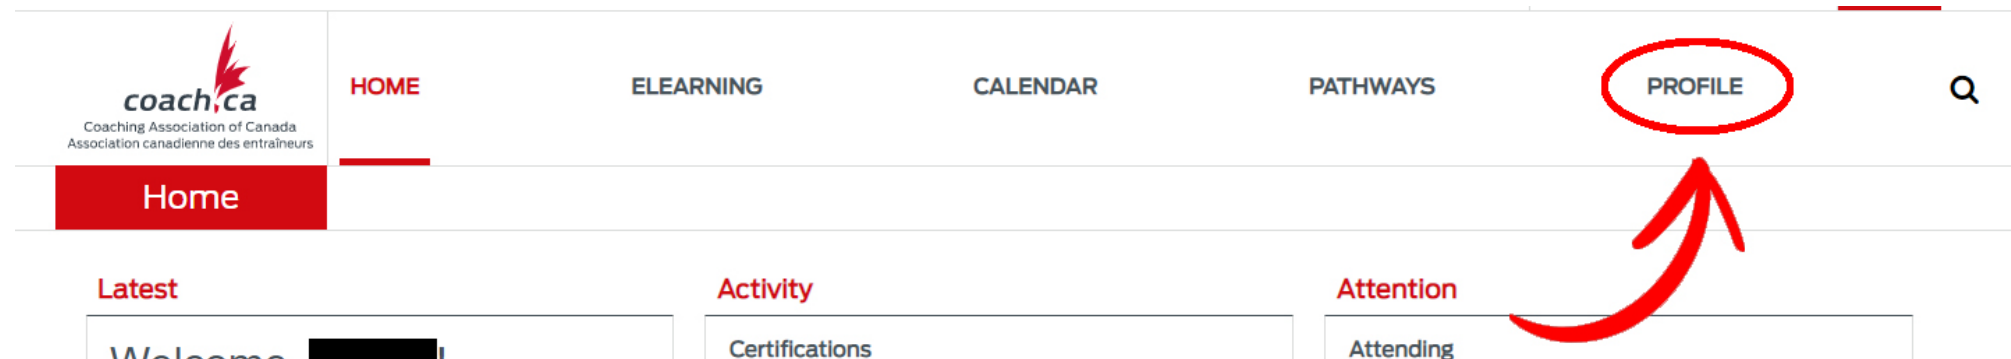 coach.ca
Coaching Association of Canada
Association canadienne des entraîneurs
HOME
ELEARNING
CALENDAR
PATHWAYS
PROFILE
Home
Latest
Welcome,
Activity
Certifications
Attention
Attending